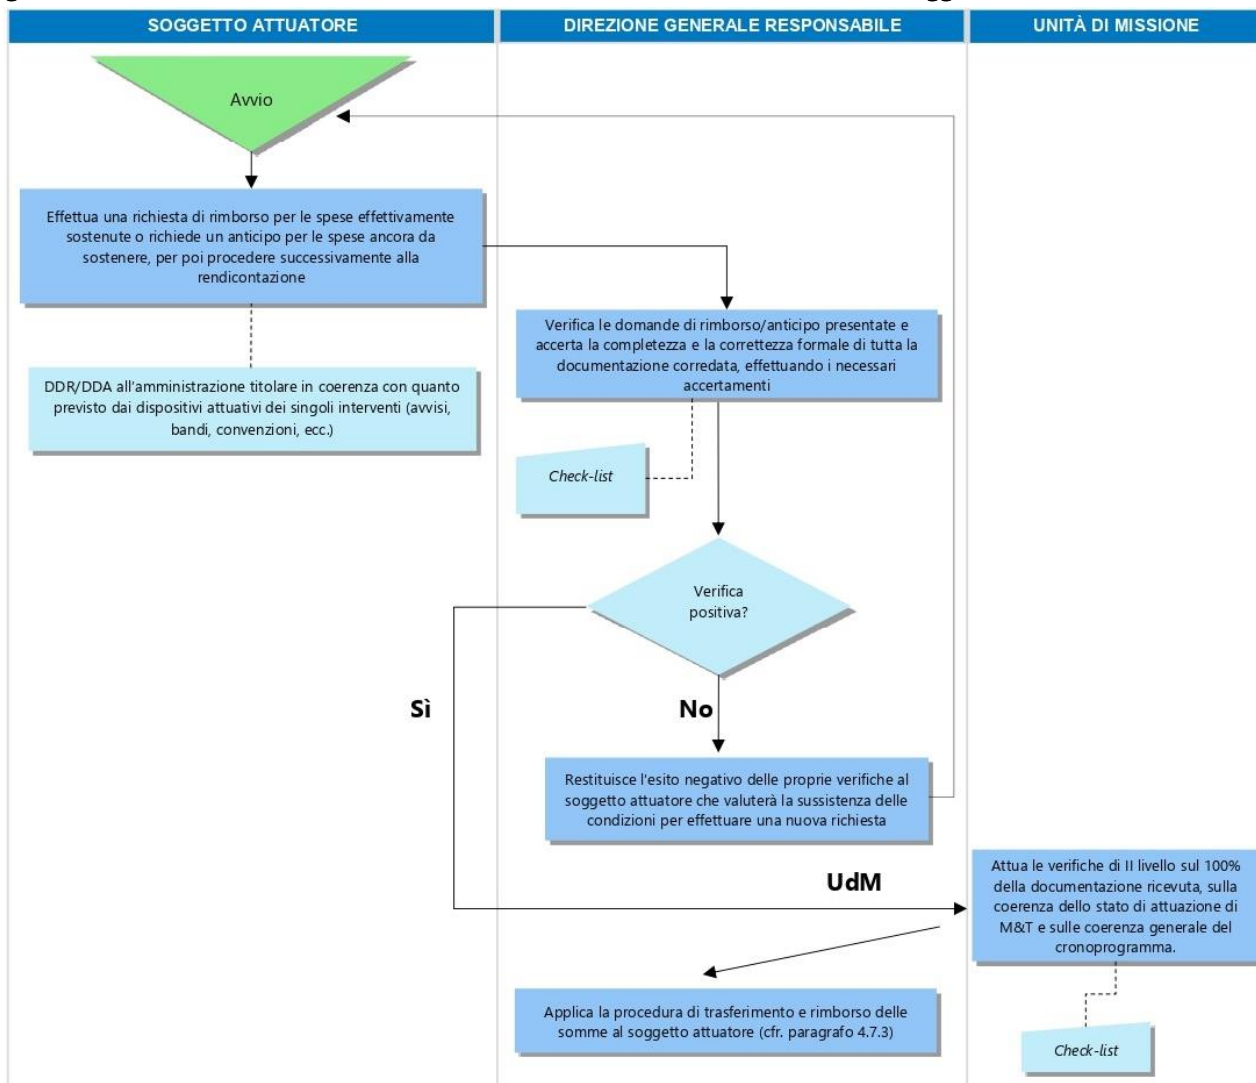 SOGGETTO ATTUATORE
DIREZIONE GENERALE RESPONSABILE
UNITÀ DI MISSIONE
Avvio
Effettua una richiesta di rimborso per le spese effettivamente
sostenute o richiede un anticipo per le spese ancora da
sostenere, per poi procedere successivamente alla
rendicontazione
Verifica le domande di rimborso/anticipo presentate e
accerta la completezza e la correttezza formale di tutta la
documentazione corredata, effettuando i necessari
accertamenti
DDR/DDA all'amministrazione titolare in coerenza con quanto
previsto dai dispositivi attuativi dei singoli interventi (avvisi,
bandi, convenzioni, ecc.)
Check-list
Verifica
positiva?
Sì
No
Restituisce l'esito negativo delle proprie verifiche al
soggetto attuatore che valuterà la sussistenza delle
condizioni per effettuare una nuova richiesta
UdM
Attua le verifiche di II livello sul 100%
della documentazione ricevuta, sulla
coerenza dello stato di attuazione di
M&T e sulle coerenza generale del
cronoprogramma.
Applica la procedura di trasferimento e rimborso delle
somme al soggetto attuatore (cfr. paragrafo 4.7.3)
Check-list